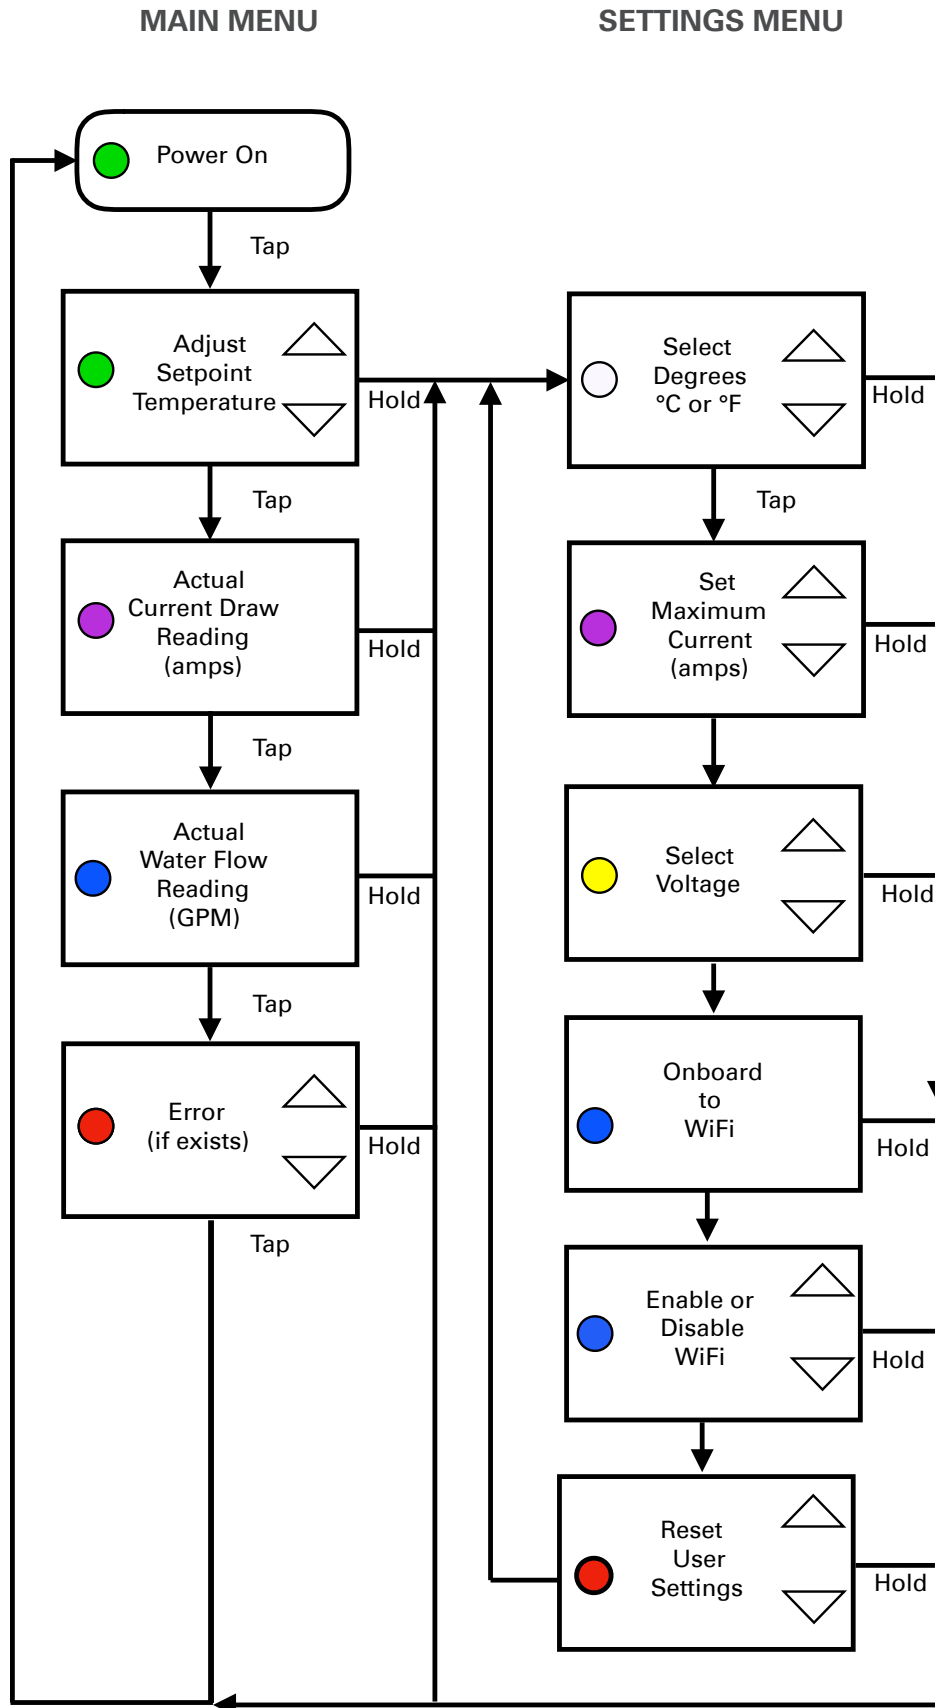 MAIN MENU
SETTINGS MENU
Power On
Tap
Adjust
Setpoint
Temperature
Hold
Tap
Actual
Current Draw
Reading
(amps)
Hold
Tap
Actual
Water Flow
Reading
(GPM)
Hold
Tap
Error
(if exists)
Hold
Tap
Select
Degrees
°C or °F
Hold
Tap
Set
Maximum
Current
(amps)
Hold
Select
Voltage
Hold
Onboard
to
WiFi
Hold
Enable or
Disable
WiFi
Hold
Reset
User
Settings
Hold